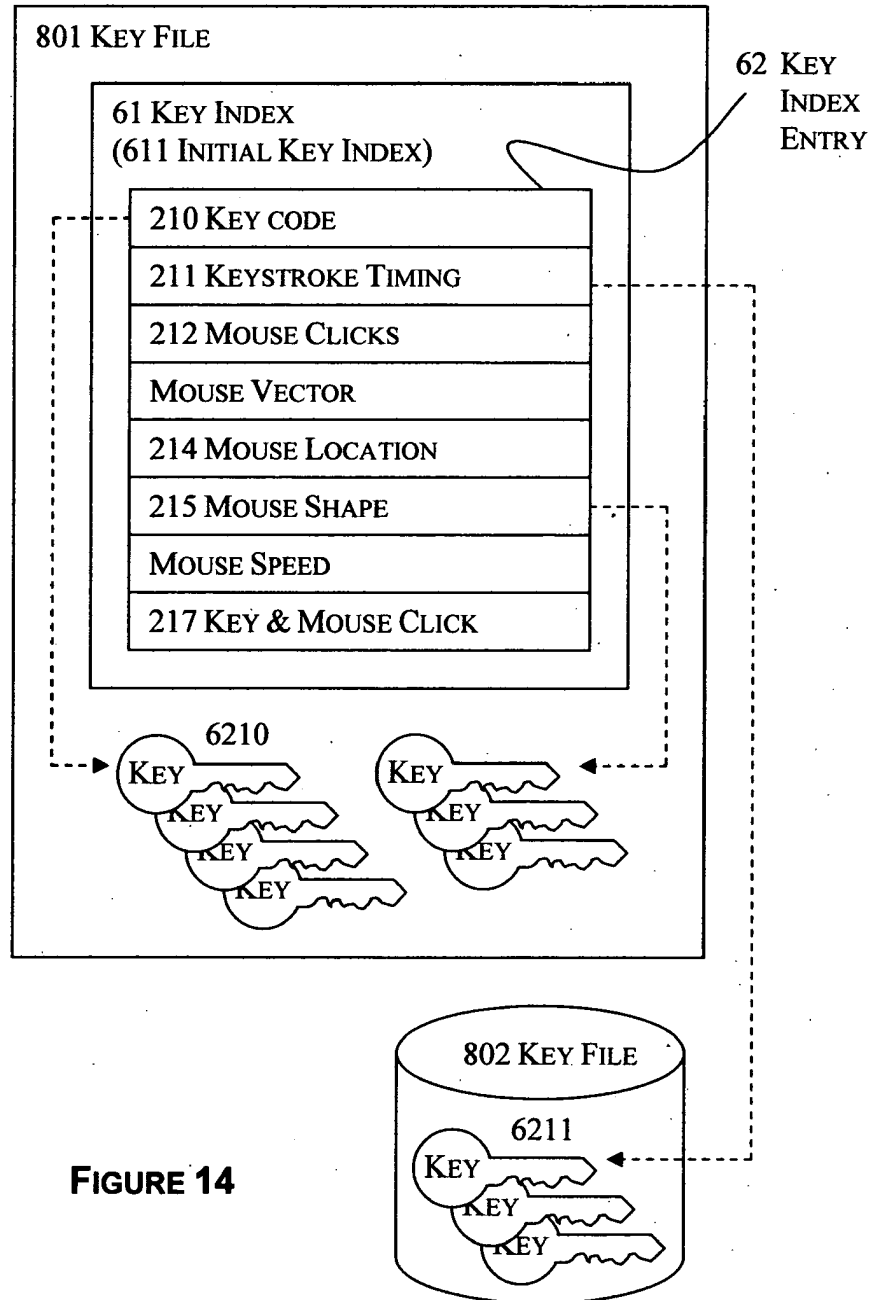 801 KEY FILE
62 KEY
INDEX
ENTRY
61 KEY INDEX
(611 INITIAL KEY INDEX)
210 KEY CODE
211 KEYSTROKE TIMING
212 MOUSE CLICKS
MOUSE VECTOR
214 MOUSE LOCATION
215 MOUSE SHAPE
MOUSE SPEED
217 KEY & MOUSE CLICK
6210
KEY
KEY
KEY
KEY
KEY
KEY
KEY
802 KEY FILE
6211
KEY
KEY
KEY
FIGURE 14